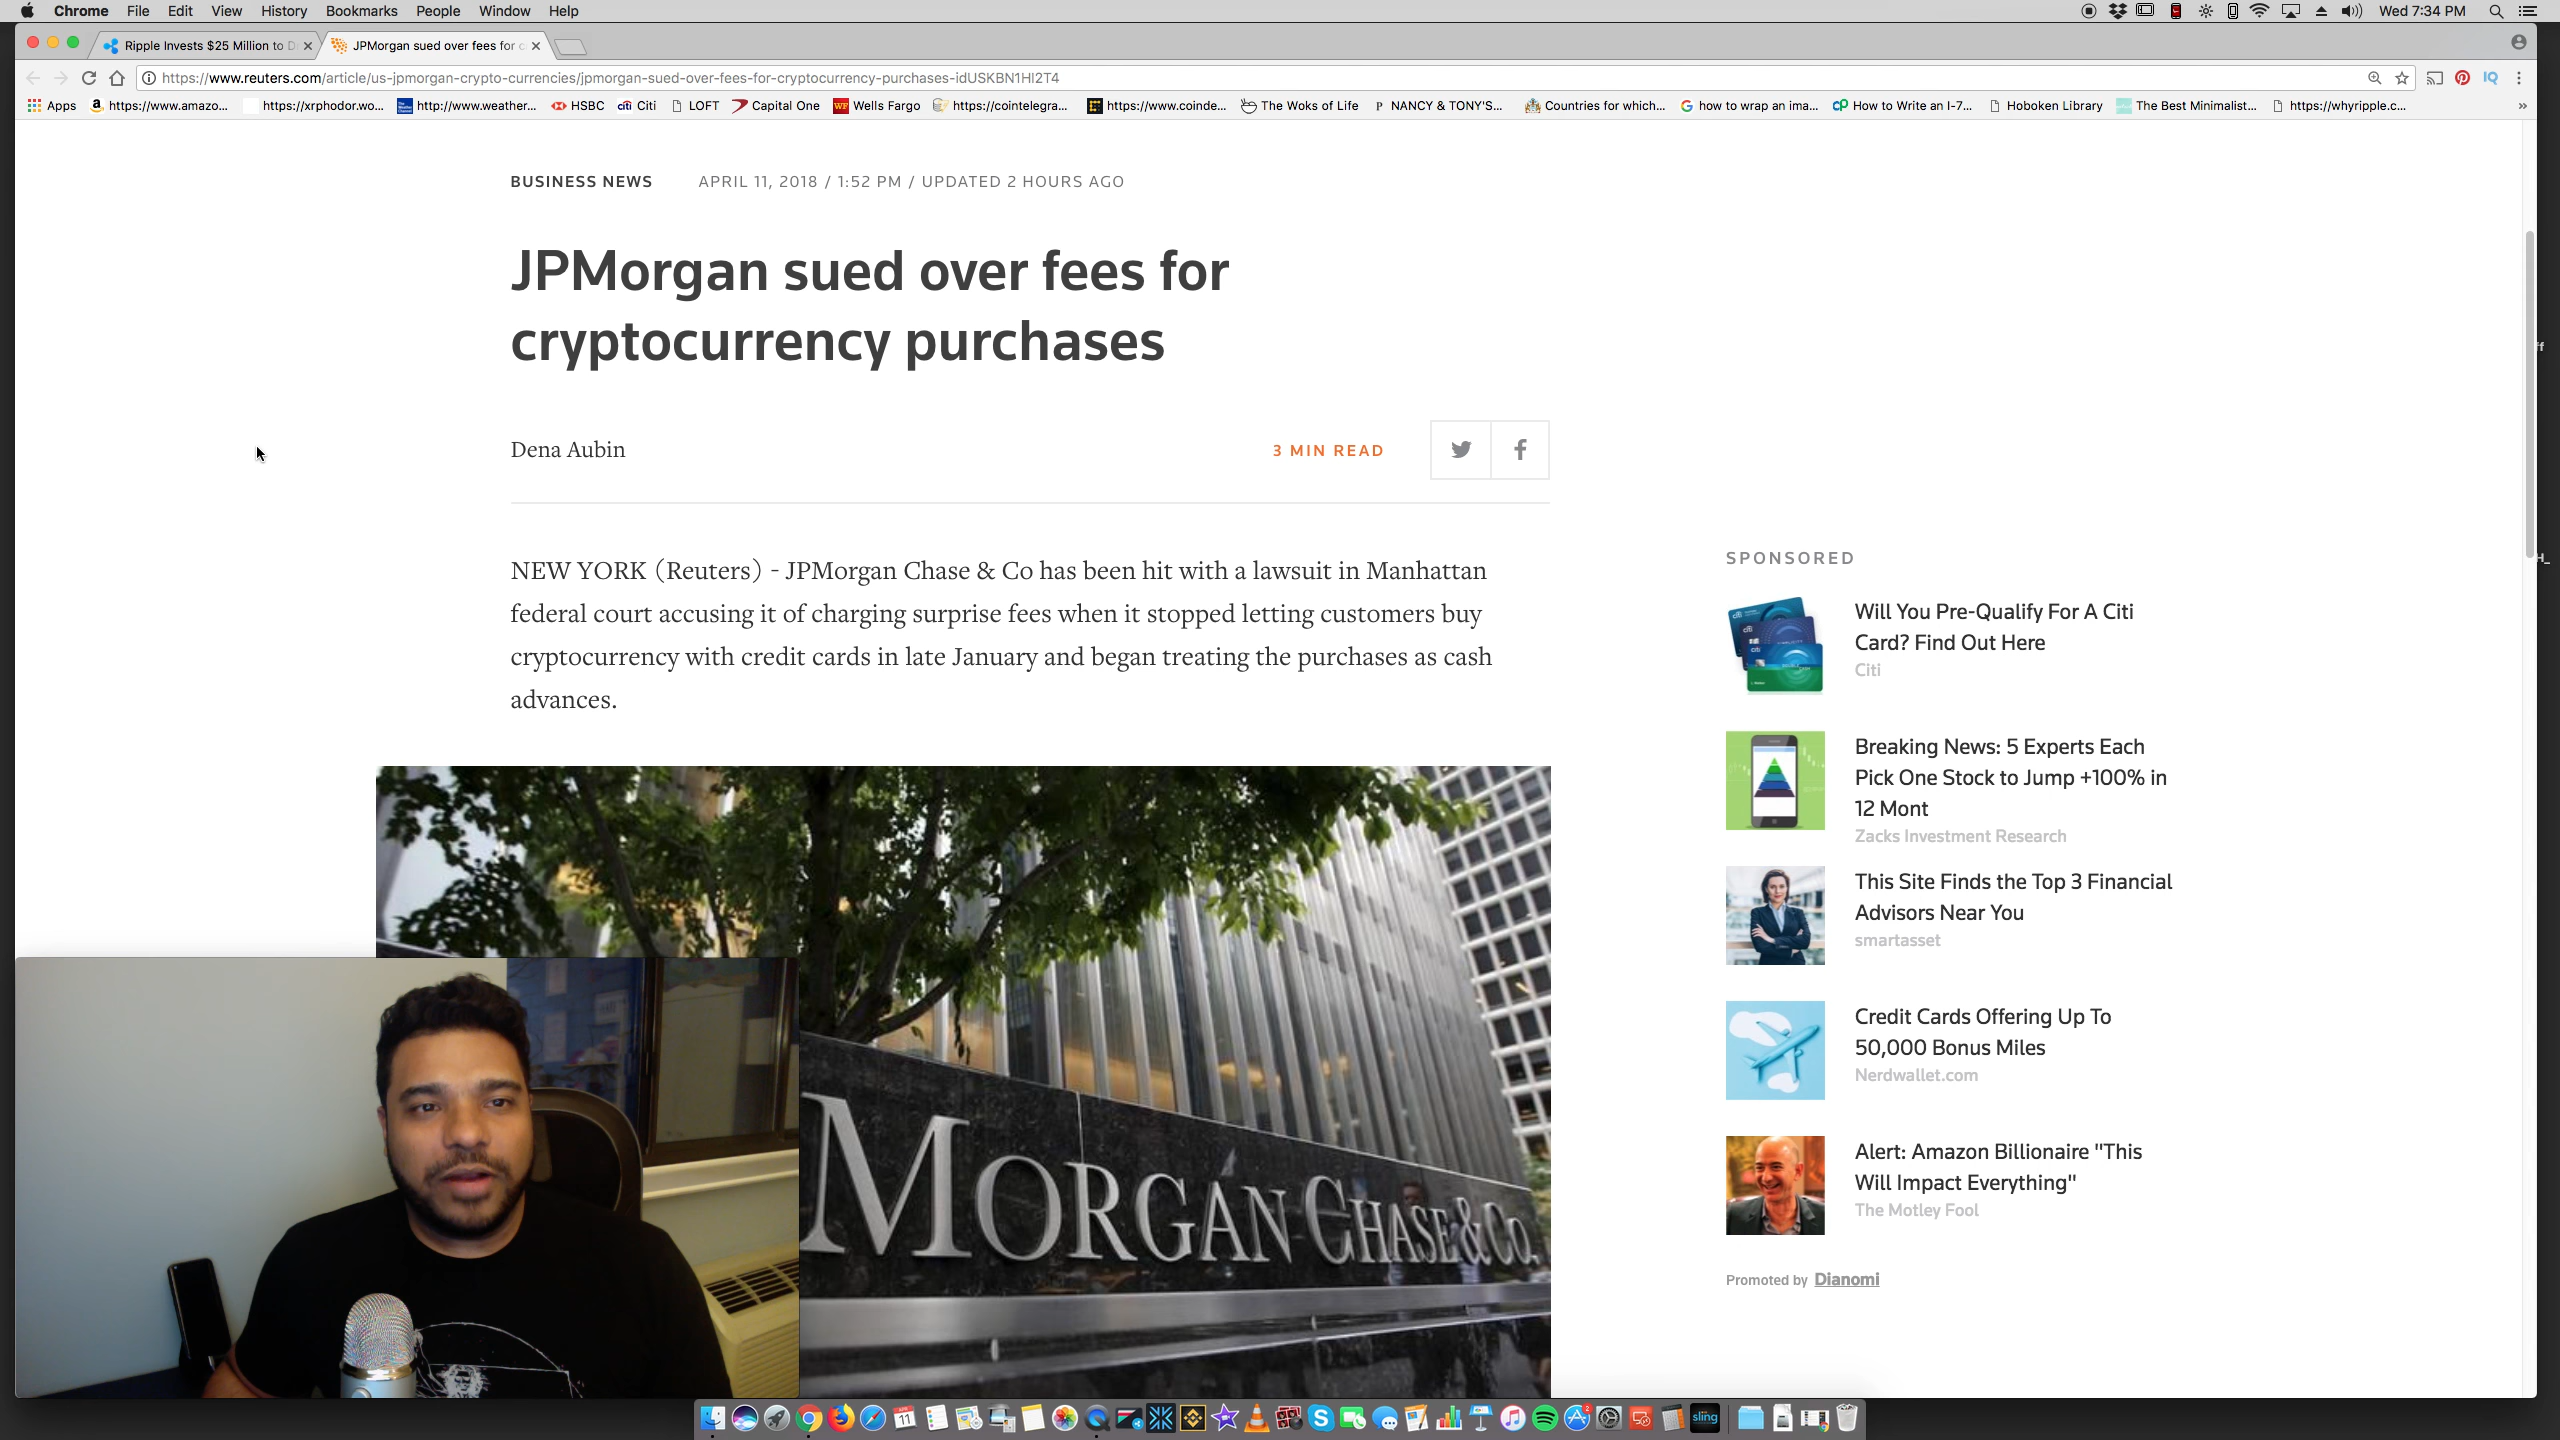 Chrome File Edit View History Bookmarks People Window Help Wed 7:34 PM
Ripple Invests $25 Million to D JPMorgan sued over fees for c
https://www.reuters.com/article/us-jpmorgan-crypto-currencies/jpmorgan-sued-over-fees-for-cryptocurrency-purchases-idUSKBN1HI2T4
Apps https://www.amazo... https://xrphodor.wo... http://www.weather... HSBC Citi LOFT Capital One Wells Fargo https://cointelegra... https://www.coinde... The Woks of Life NANCY & TONY'S... Countries for which... how to wrap an ima... How to Write an I-7... Hoboken Library The Best Minimalist... https://whyripple.c...
BUSINESS NEWS APRIL 11, 2018 / 1:52 PM / UPDATED 2 HOURS AGO
JPMorgan sued over fees for
cryptocurrency purchases
Dena Aubin 3 MIN READ
NEW YORK (Reuters) - JPMorgan Chase & Co has been hit with a lawsuit in Manhattan
federal court accusing it of charging surprise fees when it stopped letting customers buy
cryptocurrency with credit cards in late January and began treating the purchases as cash
advances.
MORGAN CHASE & CO.
SPONSORED
Will You Pre-Qualify For A Citi
Card? Find Out Here
Citi
Breaking News: 5 Experts Each
Pick One Stock to Jump +100% in
12 Mont
Zacks Investment Research
This Site Finds the Top 3 Financial
Advisors Near You
smartasset
Credit Cards Offering Up To
50,000 Bonus Miles
Nerdwallet.com
Alert: Amazon Billionaire "This
Will Impact Everything"
The Motley Fool
Promoted by Dianomi
APR
11
2
sling